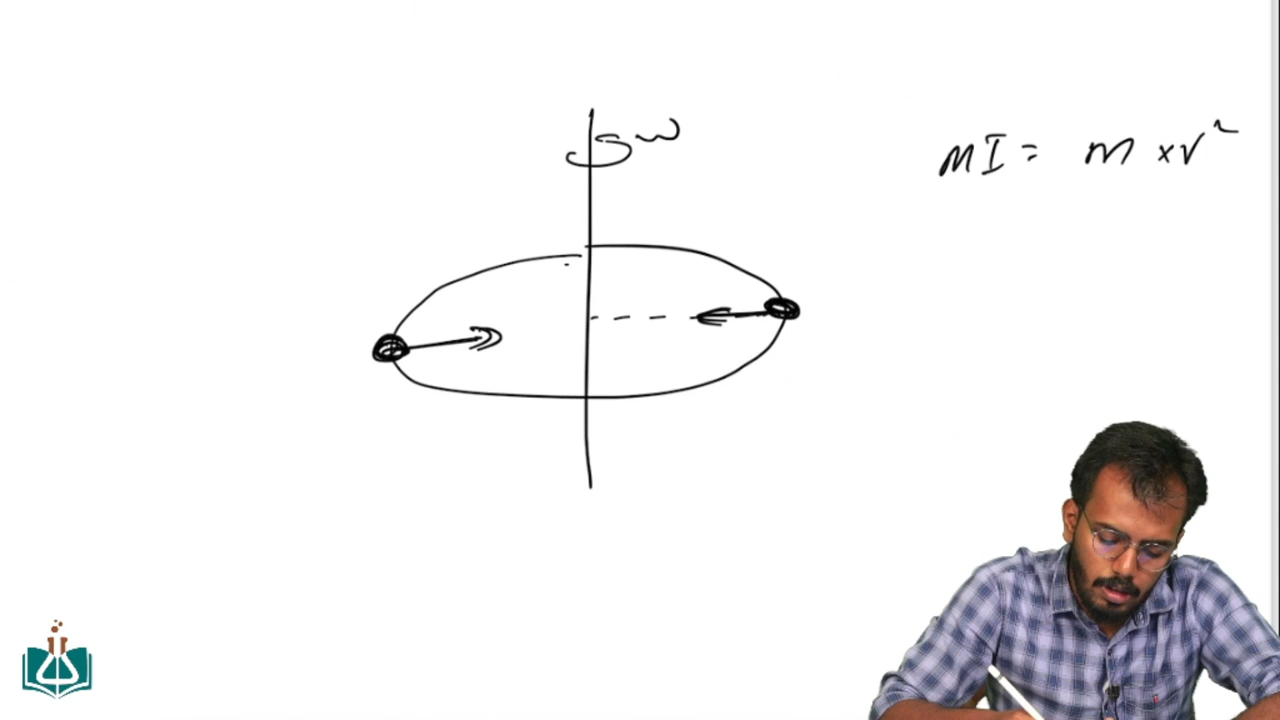 ω
MI = m × r²